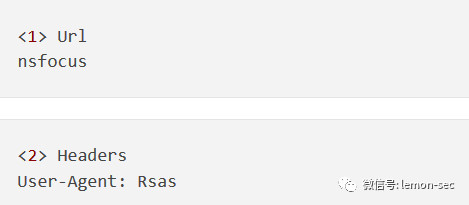 <1> Url
nsfocus
<2> Headers
User-Agent: Rsas
微信号: lemon-sec